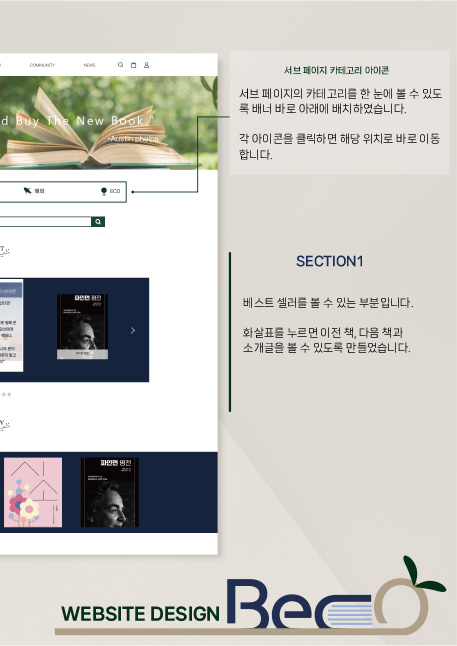 COMMUNITY
NEWS
d Buy The New Book."
-Austin phelps
해외
ECO
파인먼 평전
파인먼 평전
서브 페이지 카테고리 아이콘
서브 페이지의 카테고리를 한 눈에 볼 수 있도
록 배너 바로 아래에 배치하였습니다.
각 아이콘을 클릭하면 해당 위치로 바로 이동
합니다.
SECTION1
베스트 셀러를 볼 수 있는 부분입니다.
화살표를 누르면 이전 책, 다음 책과
소개글을 볼 수 있도록 만들었습니다.
WEBSITE DESIGN Beco